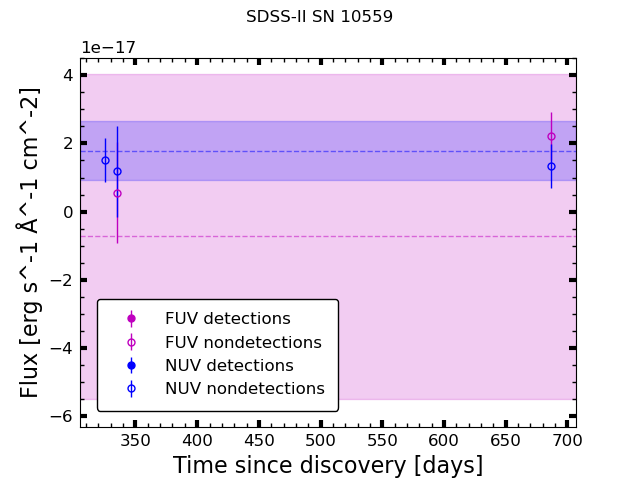 SDSS-II SN 10559
1e−17
4
2
0
−2
−4
−6
Flux [erg s^-1 Å^-1 cm^-2]
FUV detections
FUV nondetections
NUV detections
NUV nondetections
350 400 450 500 550 600 650 700
Time since discovery [days]